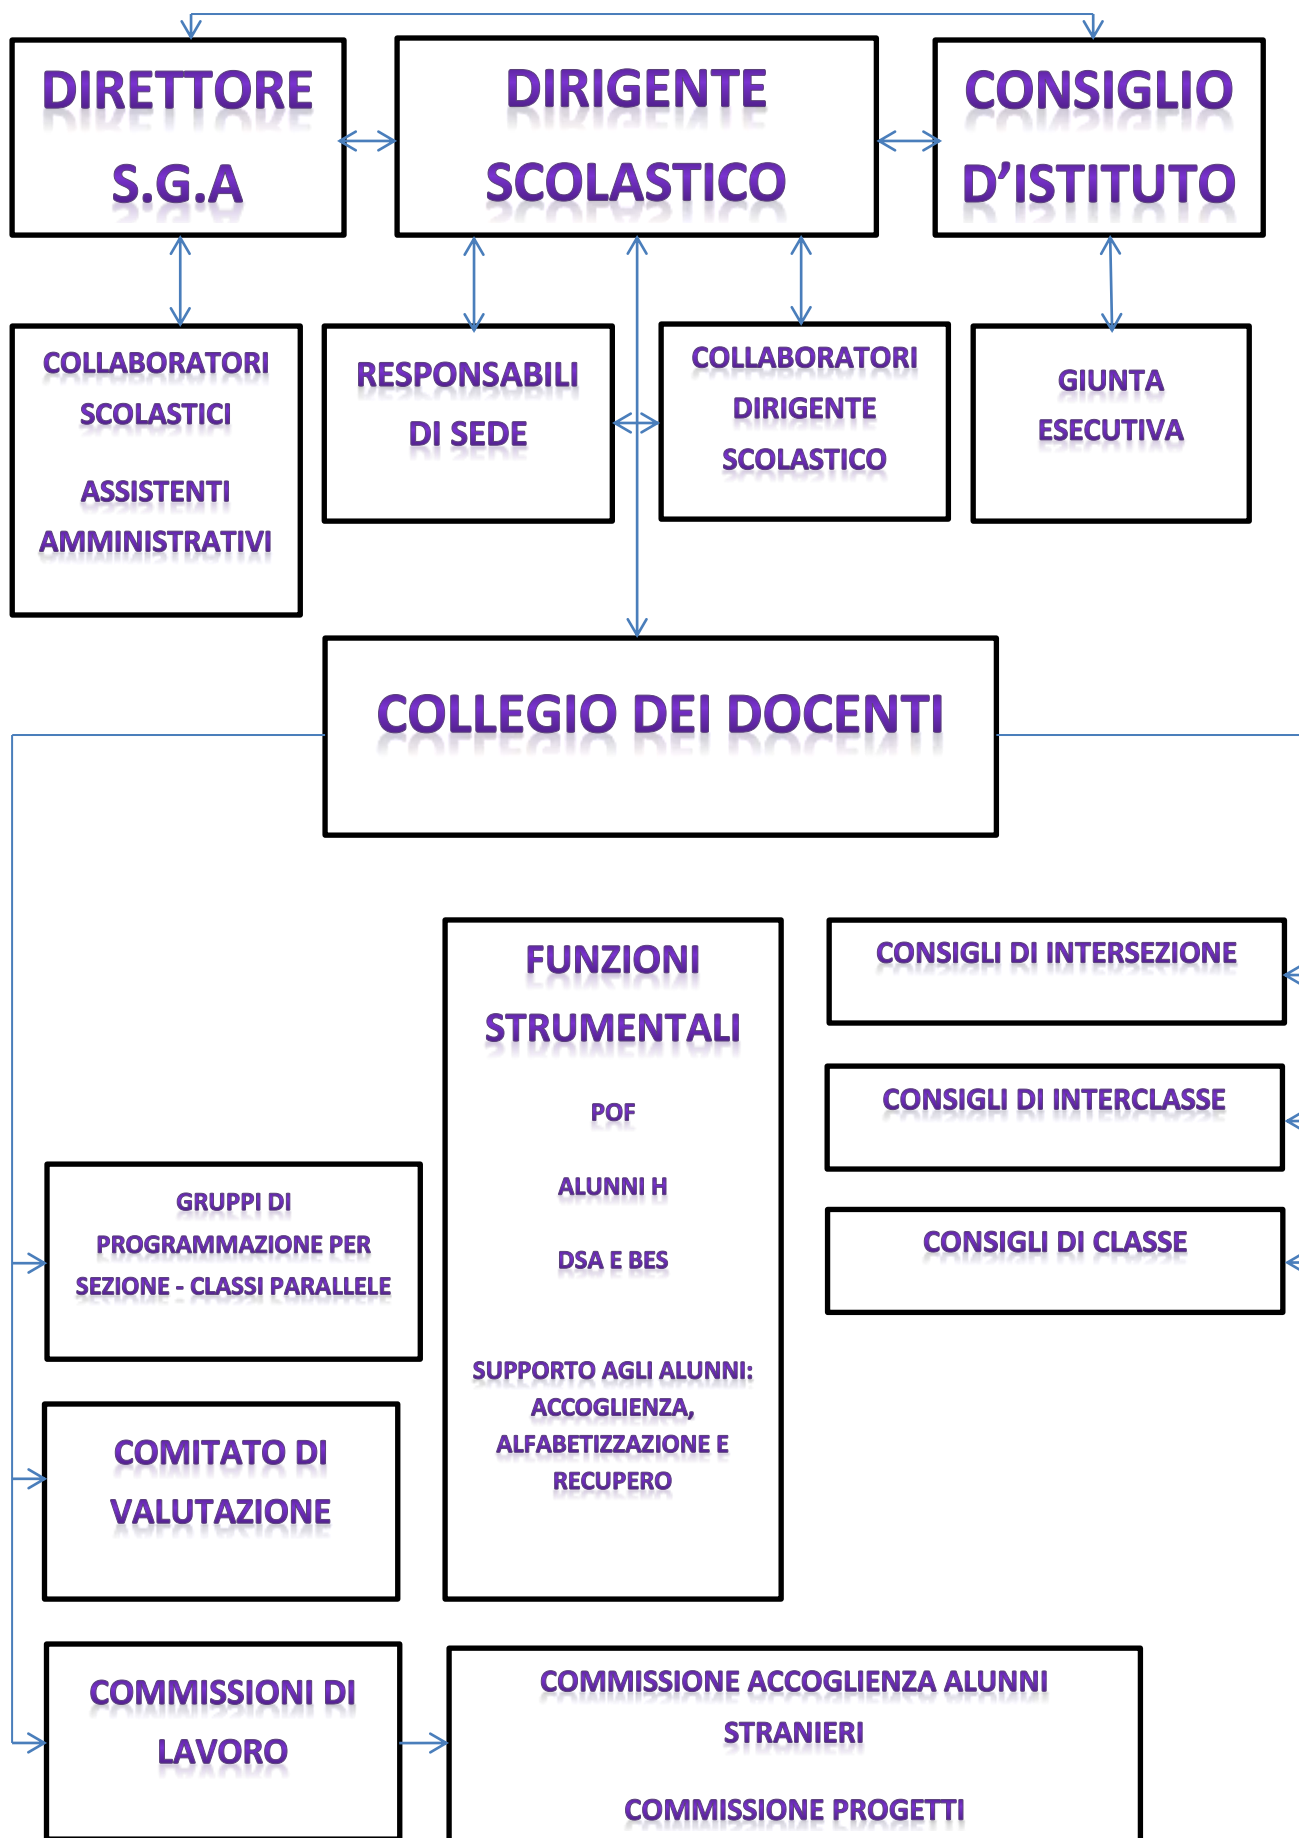 DIRETTORE
S.G.A
DIRIGENTE
SCOLASTICO
CONSIGLIO
D’ISTITUTO
COLLABORATORI
SCOLASTICI
ASSISTENTI
AMMINISTRATIVI
RESPONSABILI
DI SEDE
COLLABORATORI
DIRIGENTE
SCOLASTICO
GIUNTA
ESECUTIVA
COLLEGIO DEI DOCENTI
FUNZIONI
STRUMENTALI
POF
ALUNNI H
DSA E BES
SUPPORTO AGLI ALUNNI:
ACCOGLIENZA,
ALFABETIZZAZIONE E
RECUPERO
CONSIGLI DI INTERSEZIONE
CONSIGLI DI INTERCLASSE
CONSIGLI DI CLASSE
GRUPPI DI
PROGRAMMAZIONE PER
SEZIONE - CLASSI PARALLELE
COMITATO DI
VALUTAZIONE
COMMISSIONI DI
LAVORO
COMMISSIONE ACCOGLIENZA ALUNNI
STRANIERI
COMMISSIONE PROGETTI